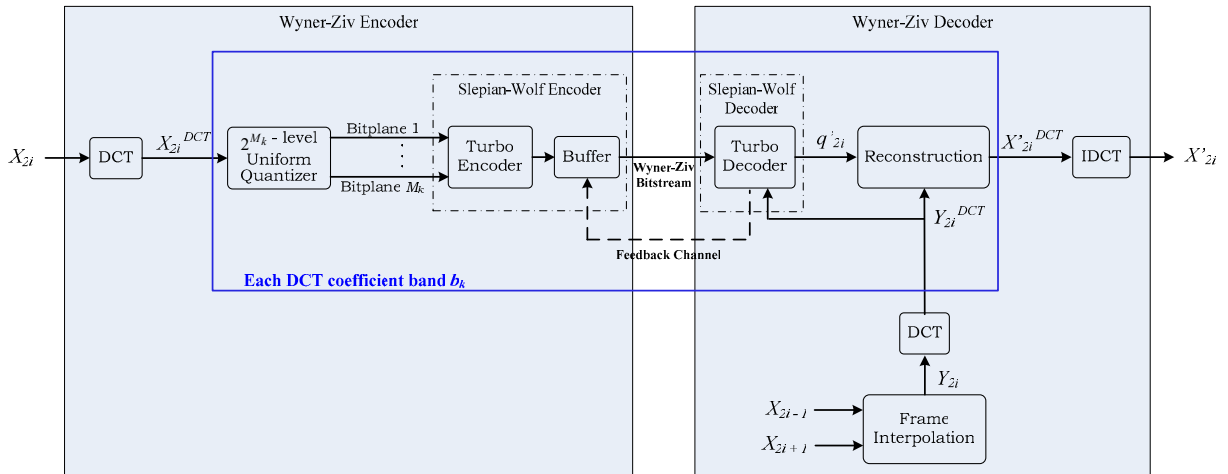 Wyner-Ziv Encoder
Wyner-Ziv Decoder
Slepian-Wolf Encoder
Slepian-Wolf
Decoder
X2i
DCT
X2i DCT
2^Mk - level
Uniform
Quantizer
Bitplane 1
Bitplane Mk
Turbo
Encoder
Buffer
Wyner-Ziv
Bitstream
Turbo
Decoder
q'2i
Reconstruction
X'2i DCT
IDCT
X'2i
Y2i DCT
Feedback Channel
Each DCT coefficient band bk
DCT
Y2i
X2i-1
X2i+1
Frame
Interpolation